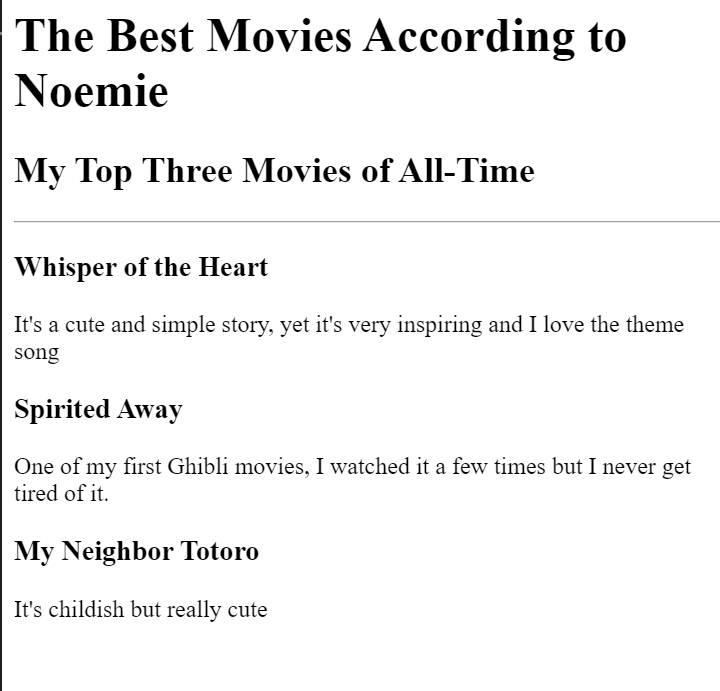 The Best Movies According to
Noemie
My Top Three Movies of All-Time
Whisper of the Heart
It's a cute and simple story, yet it's very inspiring and I love the theme
song
Spirited Away
One of my first Ghibli movies, I watched it a few times but I never get
tired of it.
My Neighbor Totoro
It's childish but really cute